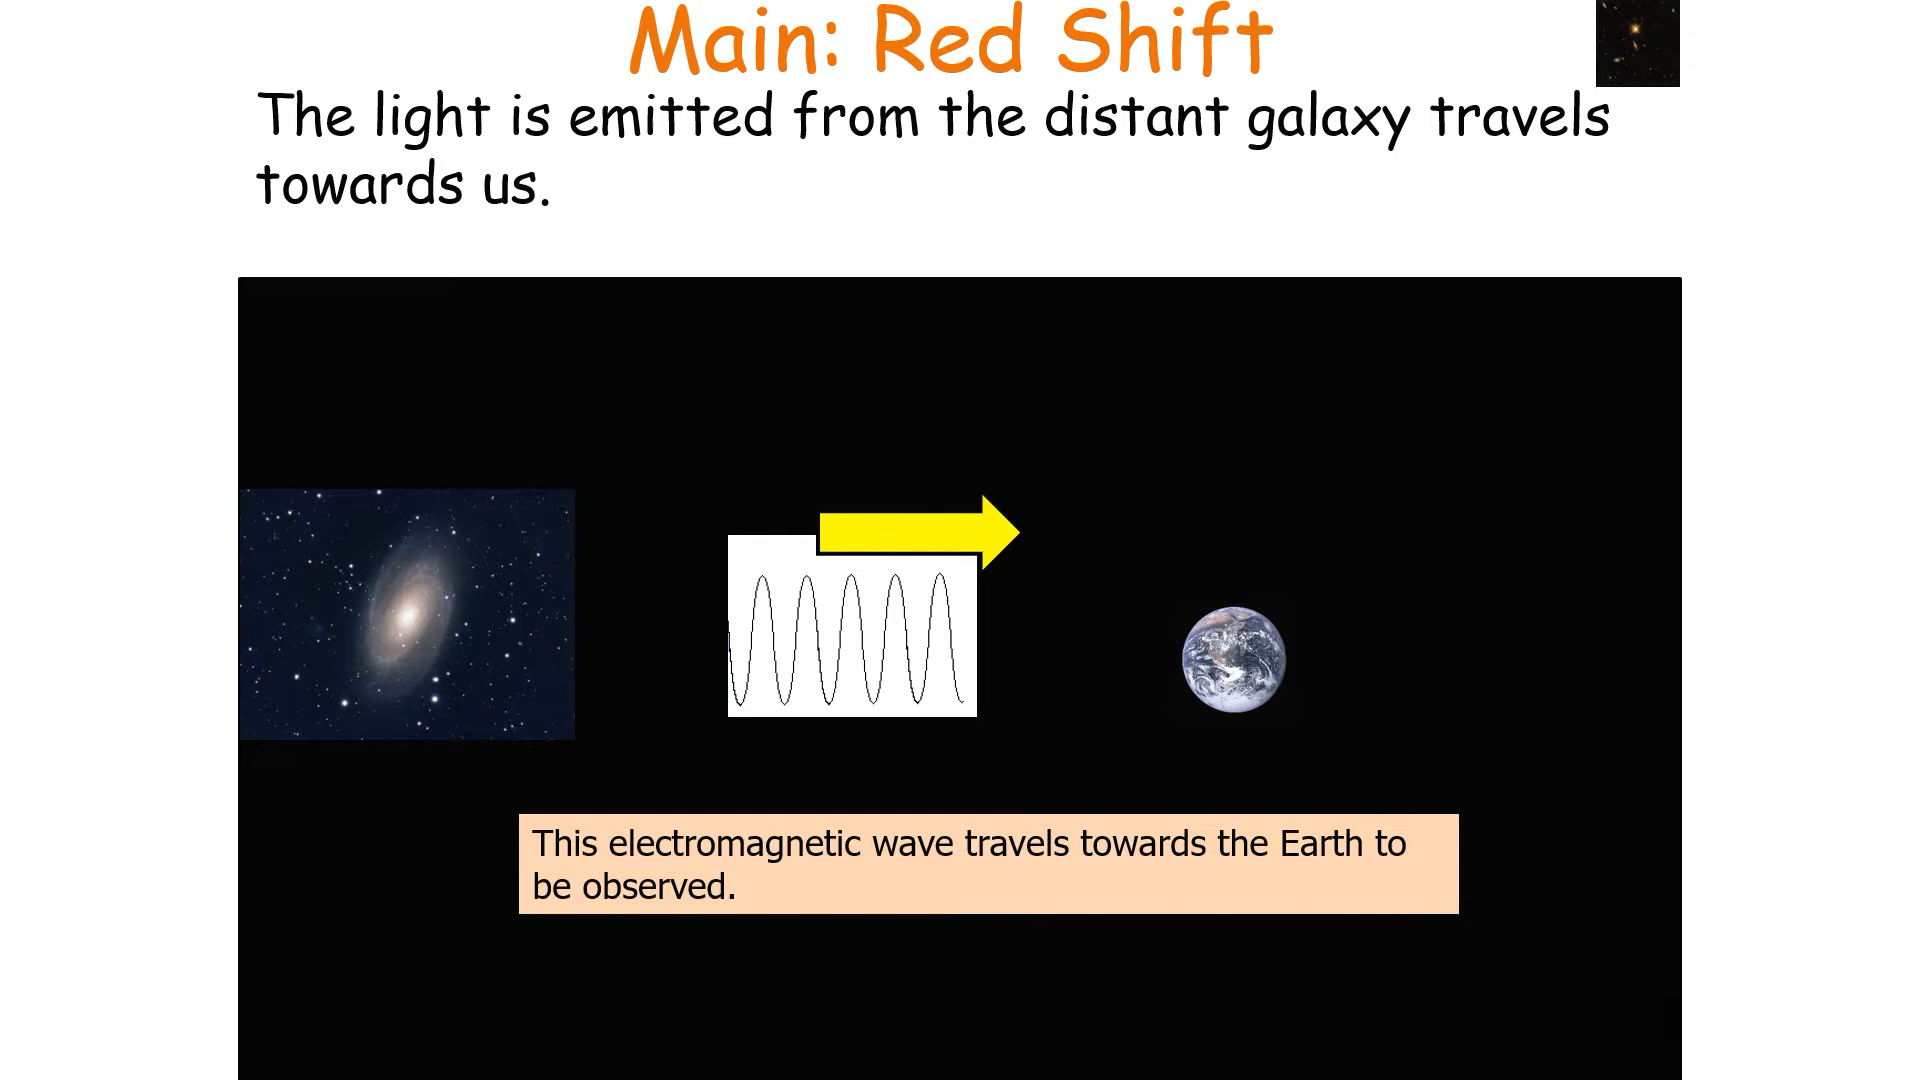 Main: Red Shift
The light is emitted from the distant galaxy travels
towards us.
This electromagnetic wave travels towards the Earth to
be observed.